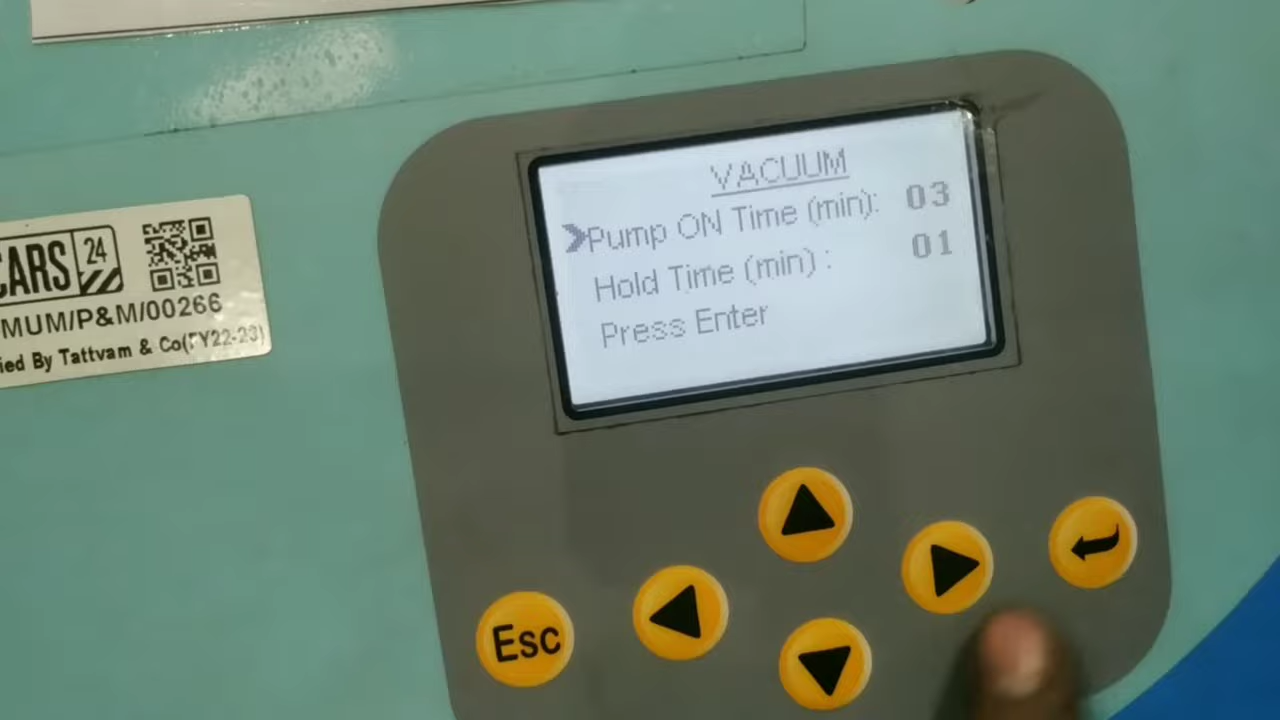 VACUUM
Pump ON Time (min): 03
Hold Time (min) : 01
Press Enter
CARS
24
MUM/P&M/00266
By Tattvam & Co(FY22-23)
Esc